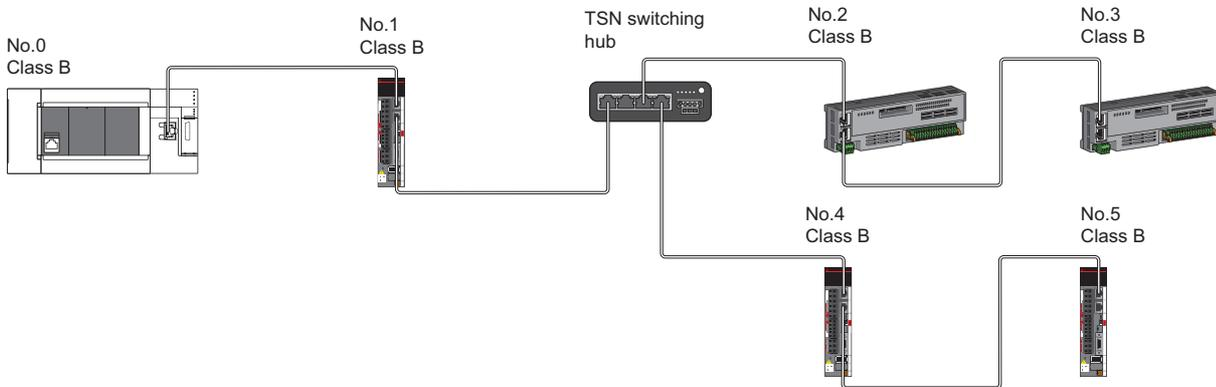 No.0
Class B
No.1
Class B
TSN switching
hub
No.2
Class B
No.3
Class B
No.4
Class B
No.5
Class B